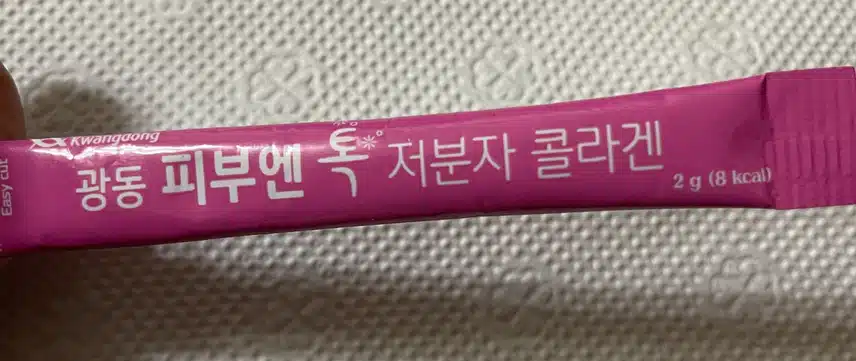 Kwangdong
광동 피부엔 톡 저분자 콜라겐
2 g (8 kcal)
Easy cut